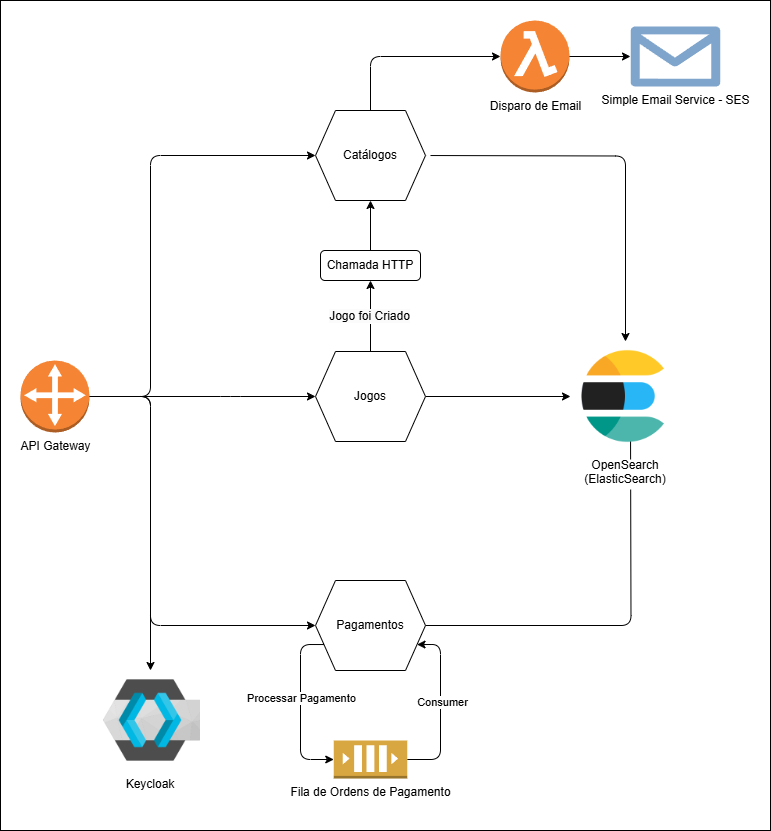 Disparo de Email
Simple Email Service - SES
Catálogos
Chamada HTTP
Jogo foi Criado
API Gateway
Jogos
OpenSearch
(ElasticSearch)
Pagamentos
Processar Pagamento
Consumer
Keycloak
Fila de Ordens de Pagamento